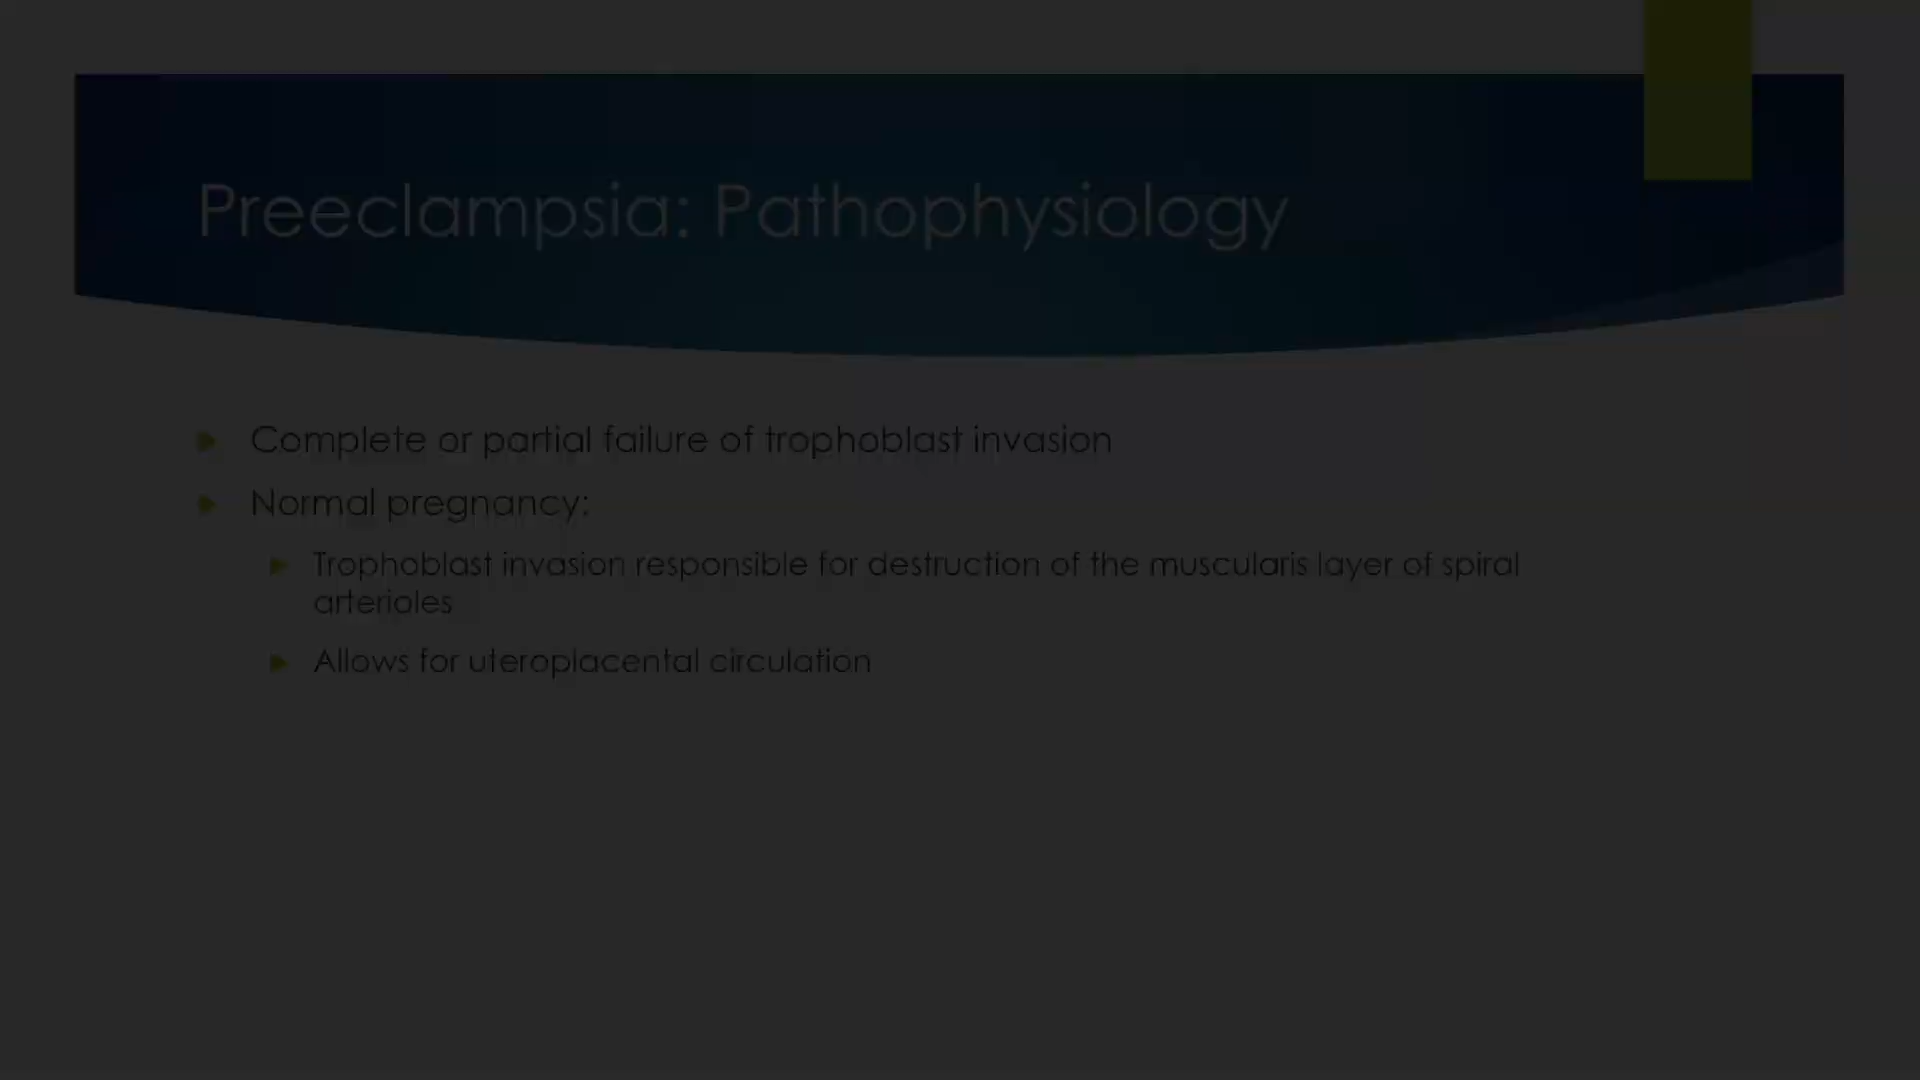 Preeclampsia: Pathophysiology
Complete or partial failure of trophoblast invasion
Normal pregnancy:
Trophoblast invasion responsible for destruction of the muscularis layer of spiral
arterioles
Allows for uteroplacental circulation